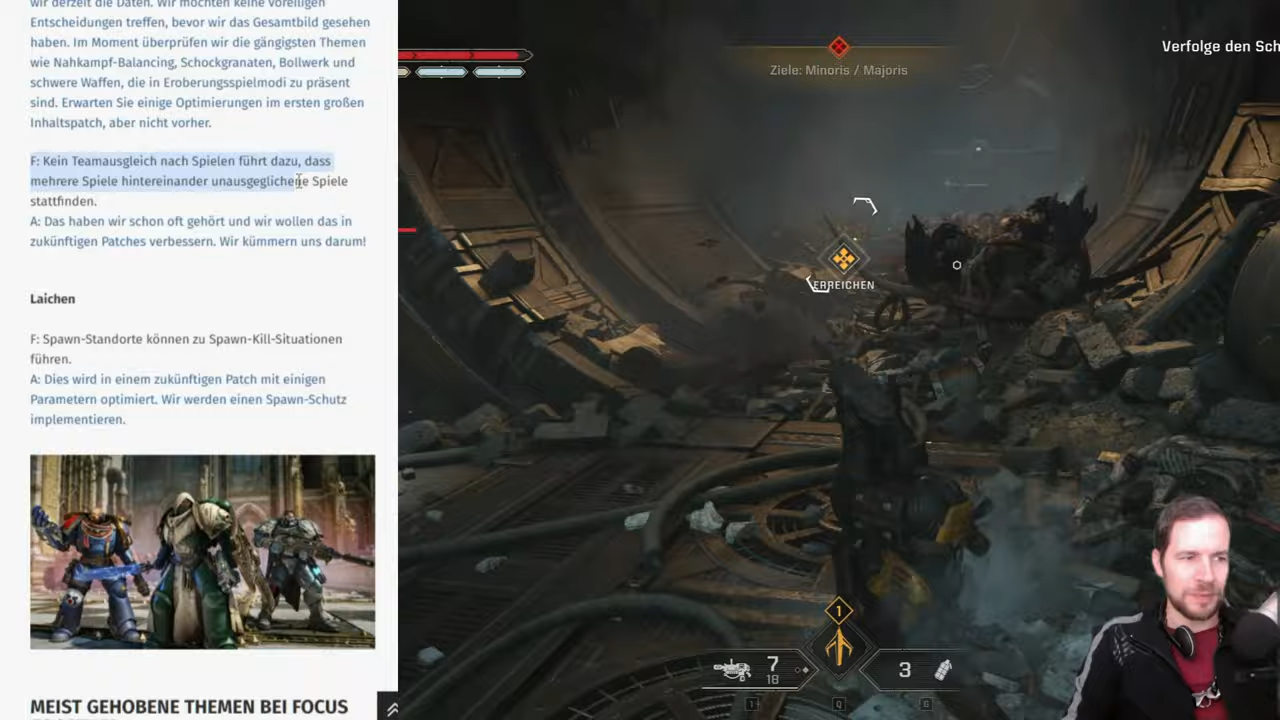 wir derzeit die Daten. Wir möchten keine voreiligen
Entscheidungen treffen, bevor wir das Gesamtbild gesehen
haben. Im Moment überprüfen wir die gängigsten Themen
wie Nahkampf-Balancing, Schockgranaten, Bollwerk und
schwere Waffen, die in Eroberungsspielmodi zu präsent
sind. Erwarten Sie einige Optimierungen im ersten großen
Inhaltspatch, aber nicht vorher.
F: Kein Teamausgleich nach Spielen führt dazu, dass
mehrere Spiele hintereinander unausgeglichene Spiele
stattfinden.
A: Das haben wir schon oft gehört und wir wollen das in
zukünftigen Patches verbessern. Wir kümmern uns darum!
Laichen
F: Spawn-Standorte können zu Spawn-Kill-Situationen
führen.
A: Dies wird in einem zukünftigen Patch mit einigen
Parametern optimiert. Wir werden einen Spawn-Schutz
implementieren.
MEIST GEHOBENE THEMEN BEI FOCUS
Ziele: Minoris / Majoris
Verfolge den Sch
ERREICHEN
1
7
18
3
1
Q
G